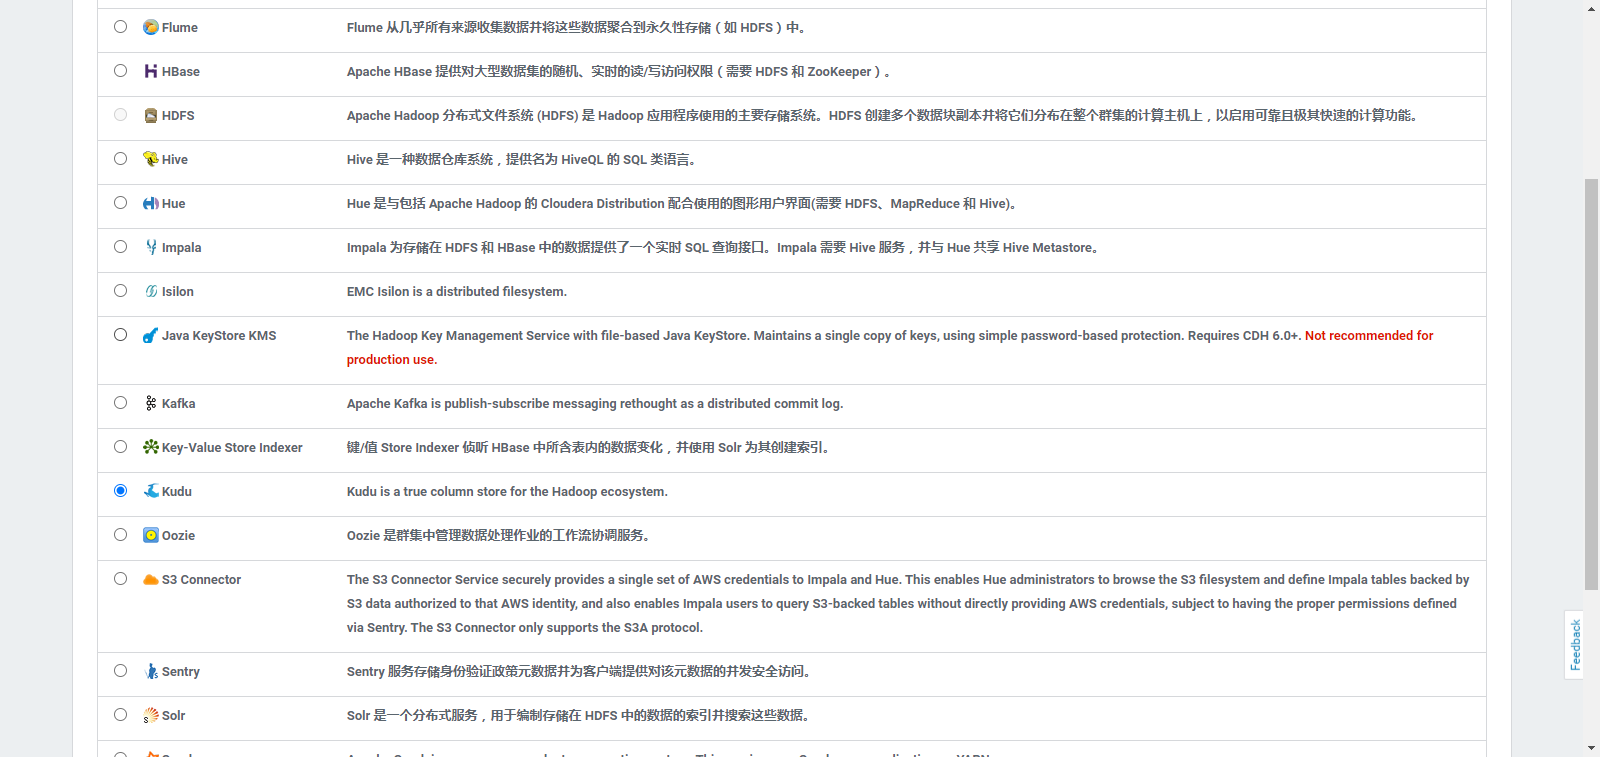 Flume Flume 从几乎所有来源收集数据并将这些数据聚合到永久性存储（如 HDFS）中。
HBase Apache HBase 提供对大型数据集的随机、实时的读/写访问权限（需要 HDFS 和 ZooKeeper）。
HDFS Apache Hadoop 分布式文件系统 (HDFS) 是 Hadoop 应用程序使用的主要存储系统。HDFS 创建多个数据块副本并将它们分布在整个群集的计算主机上，以启用可靠且极其快速的计算功能。
Hive Hive 是一种数据仓库系统，提供名为 HiveQL 的 SQL 类语言。
Hue Hue 是与包括 Apache Hadoop 的 Cloudera Distribution 配合使用的图形用户界面(需要 HDFS、MapReduce 和 Hive)。
Impala Impala 为存储在 HDFS 和 HBase 中的数据提供了一个实时 SQL 查询接口。Impala 需要 Hive 服务，并与 Hue 共享 Hive Metastore。
Isilon EMC Isilon is a distributed filesystem.
Java KeyStore KMS The Hadoop Key Management Service with file-based Java KeyStore. Maintains a single copy of keys, using simple password-based protection. Requires CDH 6.0+. Not recommended for
production use.
Kafka Apache Kafka is publish-subscribe messaging rethought as a distributed commit log.
Key-Value Store Indexer 键/值 Store Indexer 侦听 HBase 中所含表内的数据变化，并使用 Solr 为其创建索引。
Kudu Kudu is a true column store for the Hadoop ecosystem.
Oozie Oozie 是群集中管理数据处理作业的工作流协调服务。
S3 Connector The S3 Connector Service securely provides a single set of AWS credentials to Impala and Hue. This enables Hue administrators to browse the S3 filesystem and define Impala tables backed by
S3 data authorized to that AWS identity, and also enables Impala users to query S3-backed tables without directly providing AWS credentials, subject to having the proper permissions defined
via Sentry. The S3 Connector only supports the S3A protocol.
Feedback
Sentry Sentry 服务存储身份验证政策元数据并为客户端提供对该元数据的并发安全访问。
Solr Solr 是一个分布式服务，用于编制存储在 HDFS 中的数据的索引并搜索这些数据。